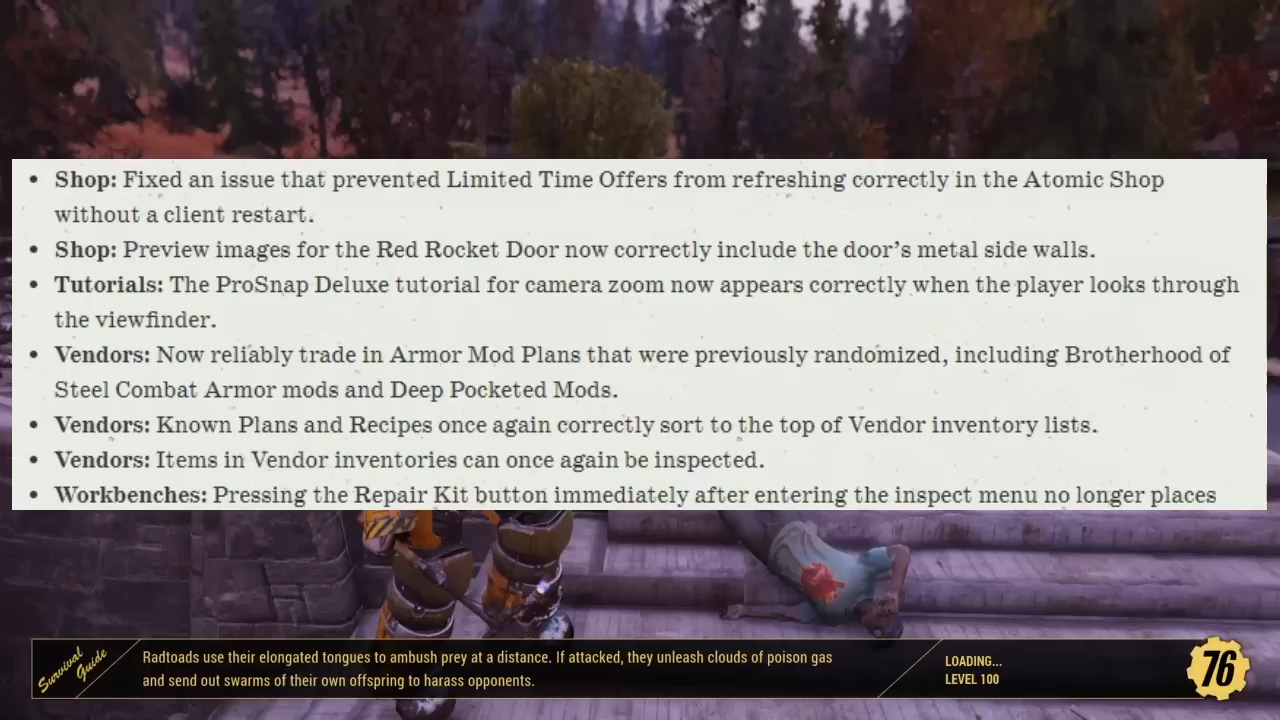 • Shop: Fixed an issue that prevented Limited Time Offers from refreshing correctly in the Atomic Shop
without a client restart.
• Shop: Preview images for the Red Rocket Door now correctly include the door’s metal side walls.
• Tutorials: The ProSnap Deluxe tutorial for camera zoom now appears correctly when the player looks through
the viewfinder.
• Vendors: Now reliably trade in Armor Mod Plans that were previously randomized, including Brotherhood of
Steel Combat Armor mods and Deep Pocketed Mods.
• Vendors: Known Plans and Recipes once again correctly sort to the top of Vendor inventory lists.
• Vendors: Items in Vendor inventories can once again be inspected.
• Workbenches: Pressing the Repair Kit button immediately after entering the inspect menu no longer places
Survival
Guide
Radtoads use their elongated tongues to ambush prey at a distance. If attacked, they unleash clouds of poison gas
and send out swarms of their own offspring to harass opponents.
LOADING...
LEVEL 100
76